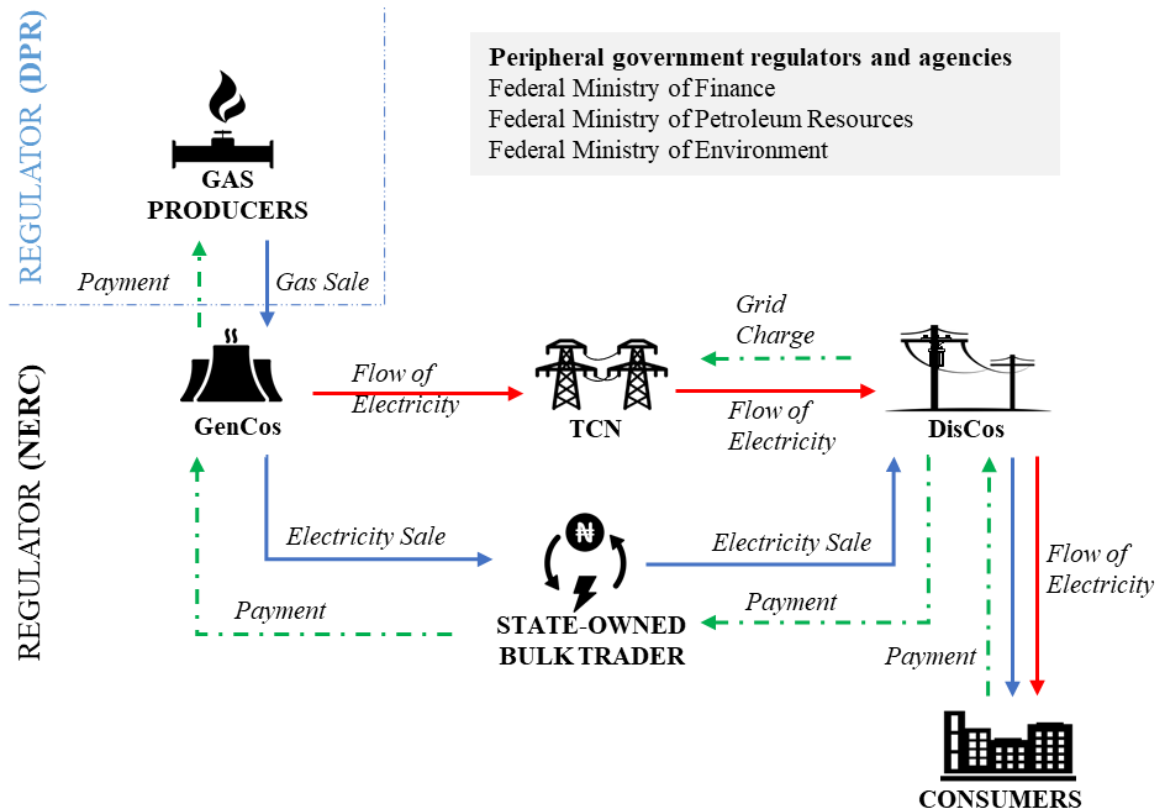 REGULATOR (DPR)
Peripheral government regulators and agencies
Federal Ministry of Finance
Federal Ministry of Petroleum Resources
Federal Ministry of Environment
GAS
PRODUCERS
Payment
Gas Sale
REGULATOR (NERC)
GenCos
Flow of
Electricity
TCN
Grid
Charge
Flow of
Electricity
DisCos
Electricity Sale
₦
Electricity Sale
Payment
STATE-OWNED
BULK TRADER
Payment
Payment
Flow of
Electricity
CONSUMERS